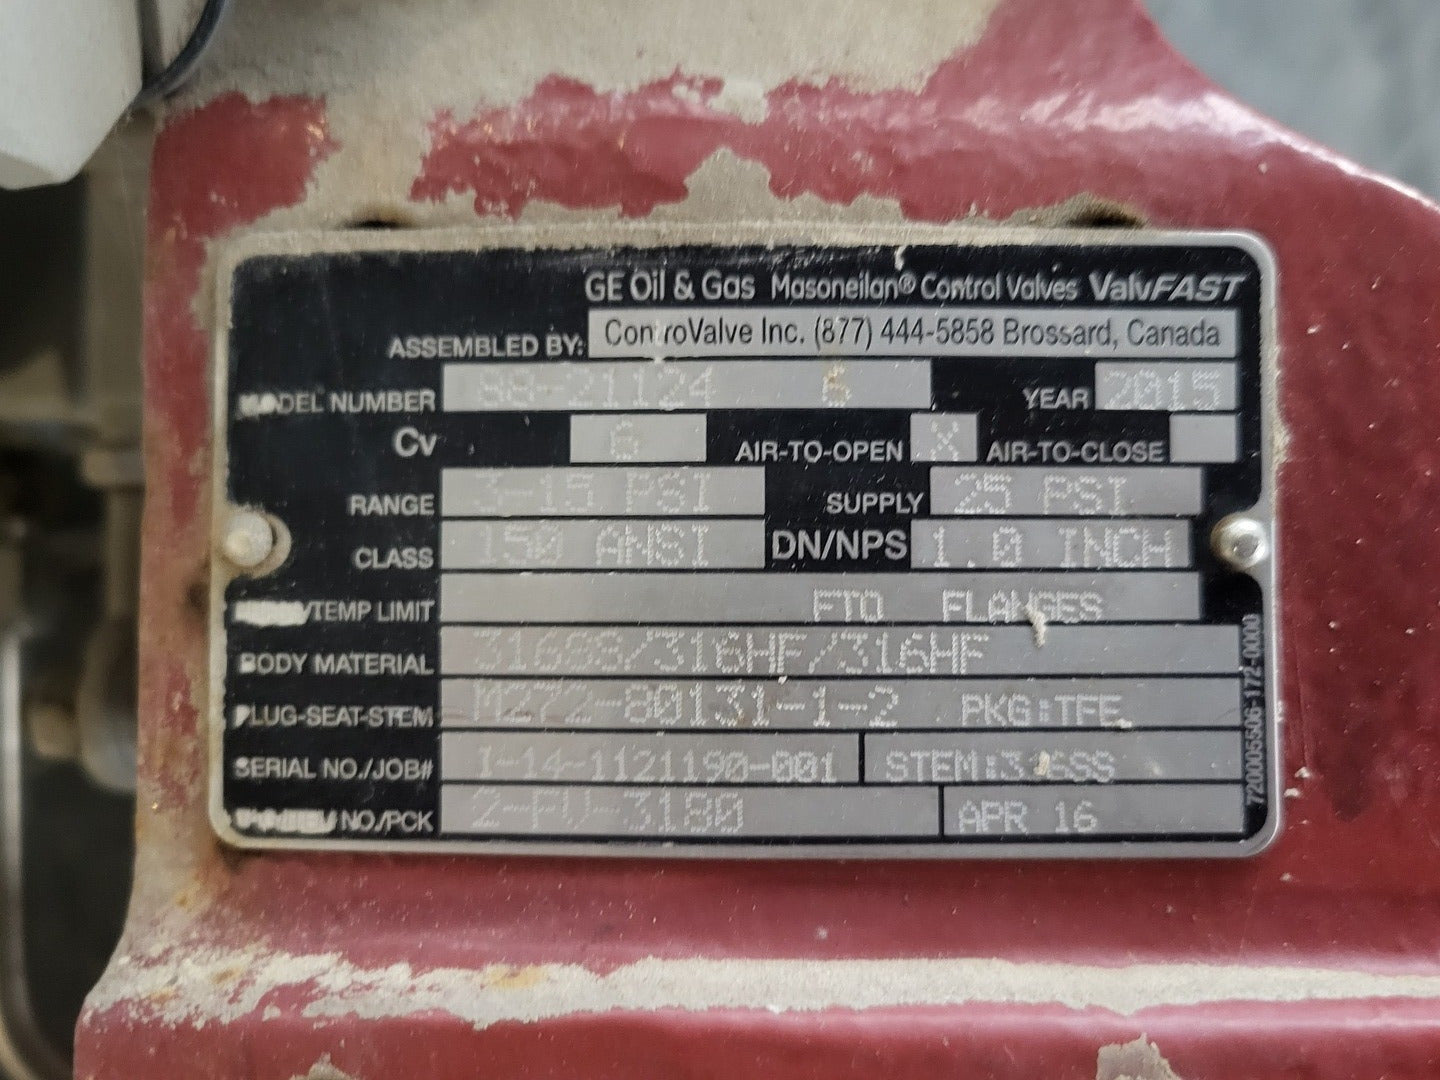 GE Oil & Gas Masoneilan® Control Valves ValvFAST
ASSEMBLED BY: ControValve Inc. (877) 444-5858 Brossard, Canada
MODEL NUMBER 88-21124 6 YEAR 2015
Cv 6 AIR-TO-OPEN X AIR-TO-CLOSE
RANGE 3-15 PSI SUPPLY 25 PSI
CLASS 150 ANSI DN/NPS 1.0 INCH
/TEMP LIMIT FTO FLANGES
BODY MATERIAL 316SS/316HF/316HF
PLUG-SEAT-STEM M272-80131-1-2 PKG:TFE
SERIAL NO./JOB# 1-14-1121190-001 STEM:316SS
NO./PCK 2-FV-3180 APR 16
720005506-172-0000